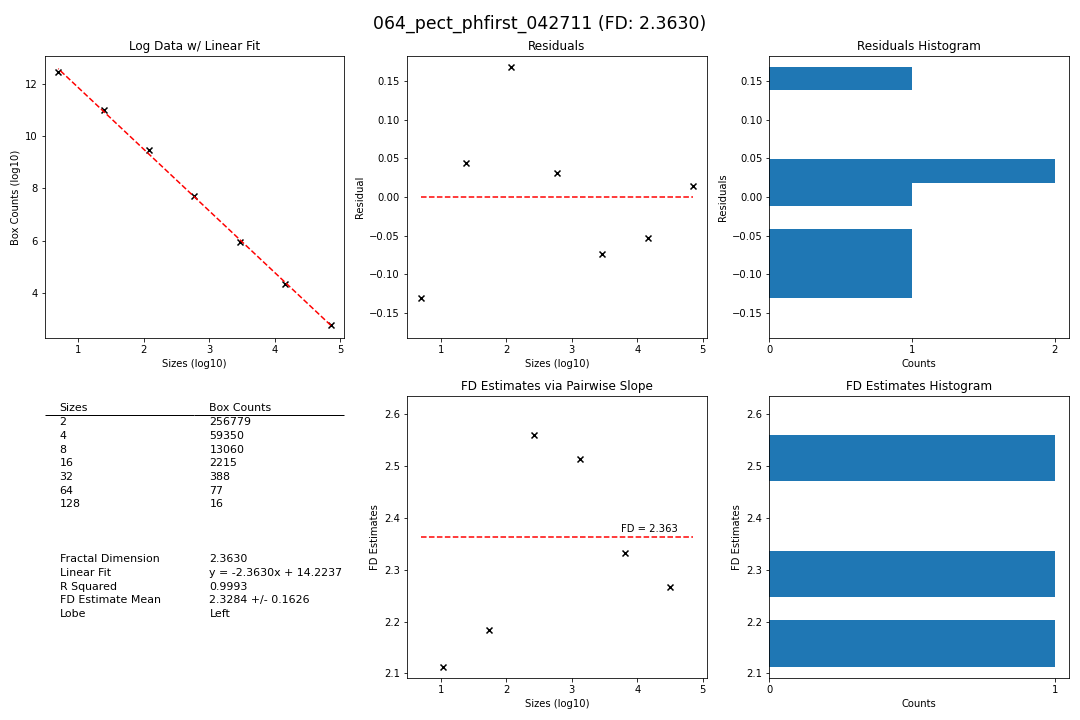 064_pect_phfirst_042711 (FD: 2.3630)
Log Data w/ Linear Fit
12
10
8
6
4
Box Counts (log10)
1 2 3 4 5
Sizes (log10)
Residuals
0.15
0.10
0.05
0.00
−0.05
−0.10
−0.15
Residual
1 2 3 4 5
Sizes (log10)
Residuals Histogram
0.15
0.10
0.05
0.00
−0.05
−0.10
−0.15
Residuals
0 1 2
Counts
Sizes Box Counts
2 256779
4 59350
8 13060
16 2215
32 388
64 77
128 16
Fractal Dimension 2.3630
Linear Fit y = -2.3630x + 14.2237
R Squared 0.9993
FD Estimate Mean 2.3284 +/- 0.1626
Lobe Left
FD Estimates via Pairwise Slope
2.6
2.5
2.4
2.3
2.2
2.1
FD Estimates
FD = 2.363
1 2 3 4 5
Sizes (log10)
FD Estimates Histogram
2.6
2.5
2.4
2.3
2.2
2.1
FD Estimates
0 1
Counts